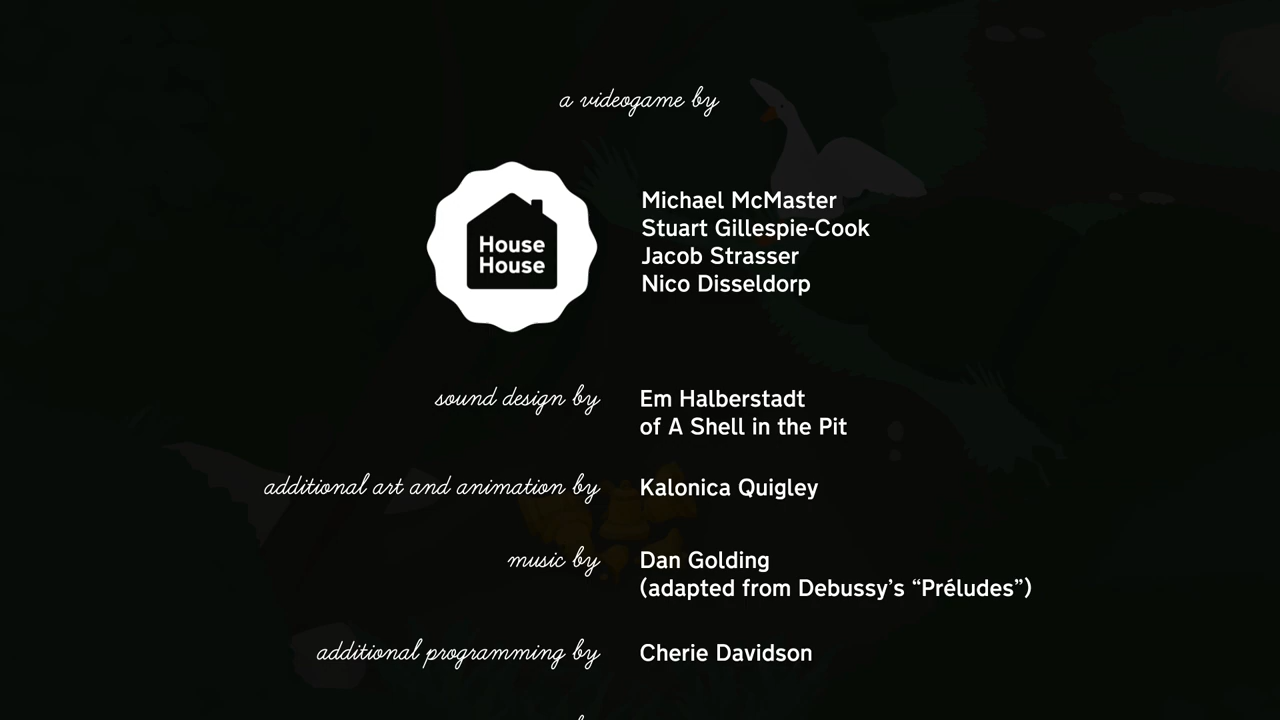 a videogame by
House
House
Michael McMaster
Stuart Gillespie-Cook
Jacob Strasser
Nico Disseldorp
sound design by
Em Halberstadt
of A Shell in the Pit
additional art and animation by
Kalonica Quigley
music by
Dan Golding
(adapted from Debussy’s “Préludes”)
additional programming by
Cherie Davidson